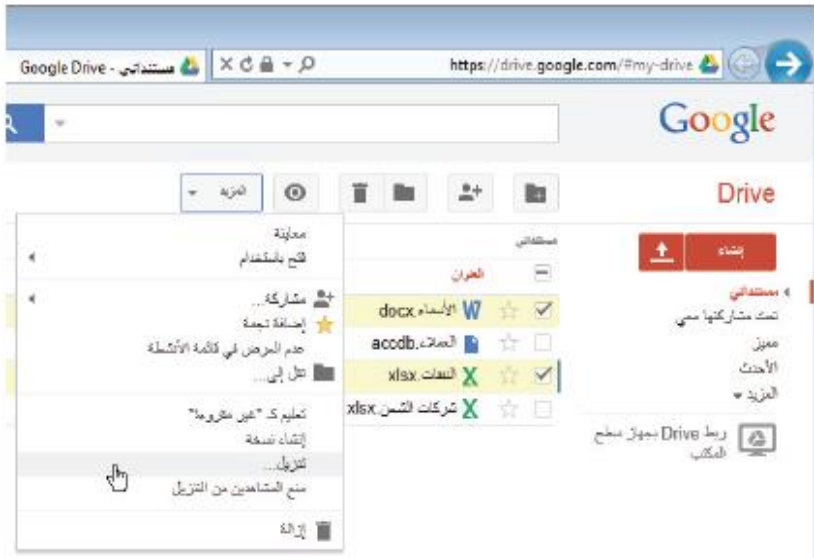 https://drive.google.com/#my-drive
مستنداتي - Google Drive
Google
Drive
المزيد
إنشاء
مستنداتي
تمت مشاركتها معي
مميز
الأحدث
المزيد
ربط Drive بجهاز سطح
المكتب
مستنداتي
العنوان
الأسماء.docx
العملاء.accdb
النفقات.xlsx
شركات الشحن.xlsx
معاينة
فتح باستخدام
مشاركة...
إضافة نجمة
عدم العرض في قائمة الأنشطة
نقل إلى...
تعليم كـ "غير مقروءة"
إنشاء نسخة
تنزيل...
منع المشاهدين من التنزيل
إزالة